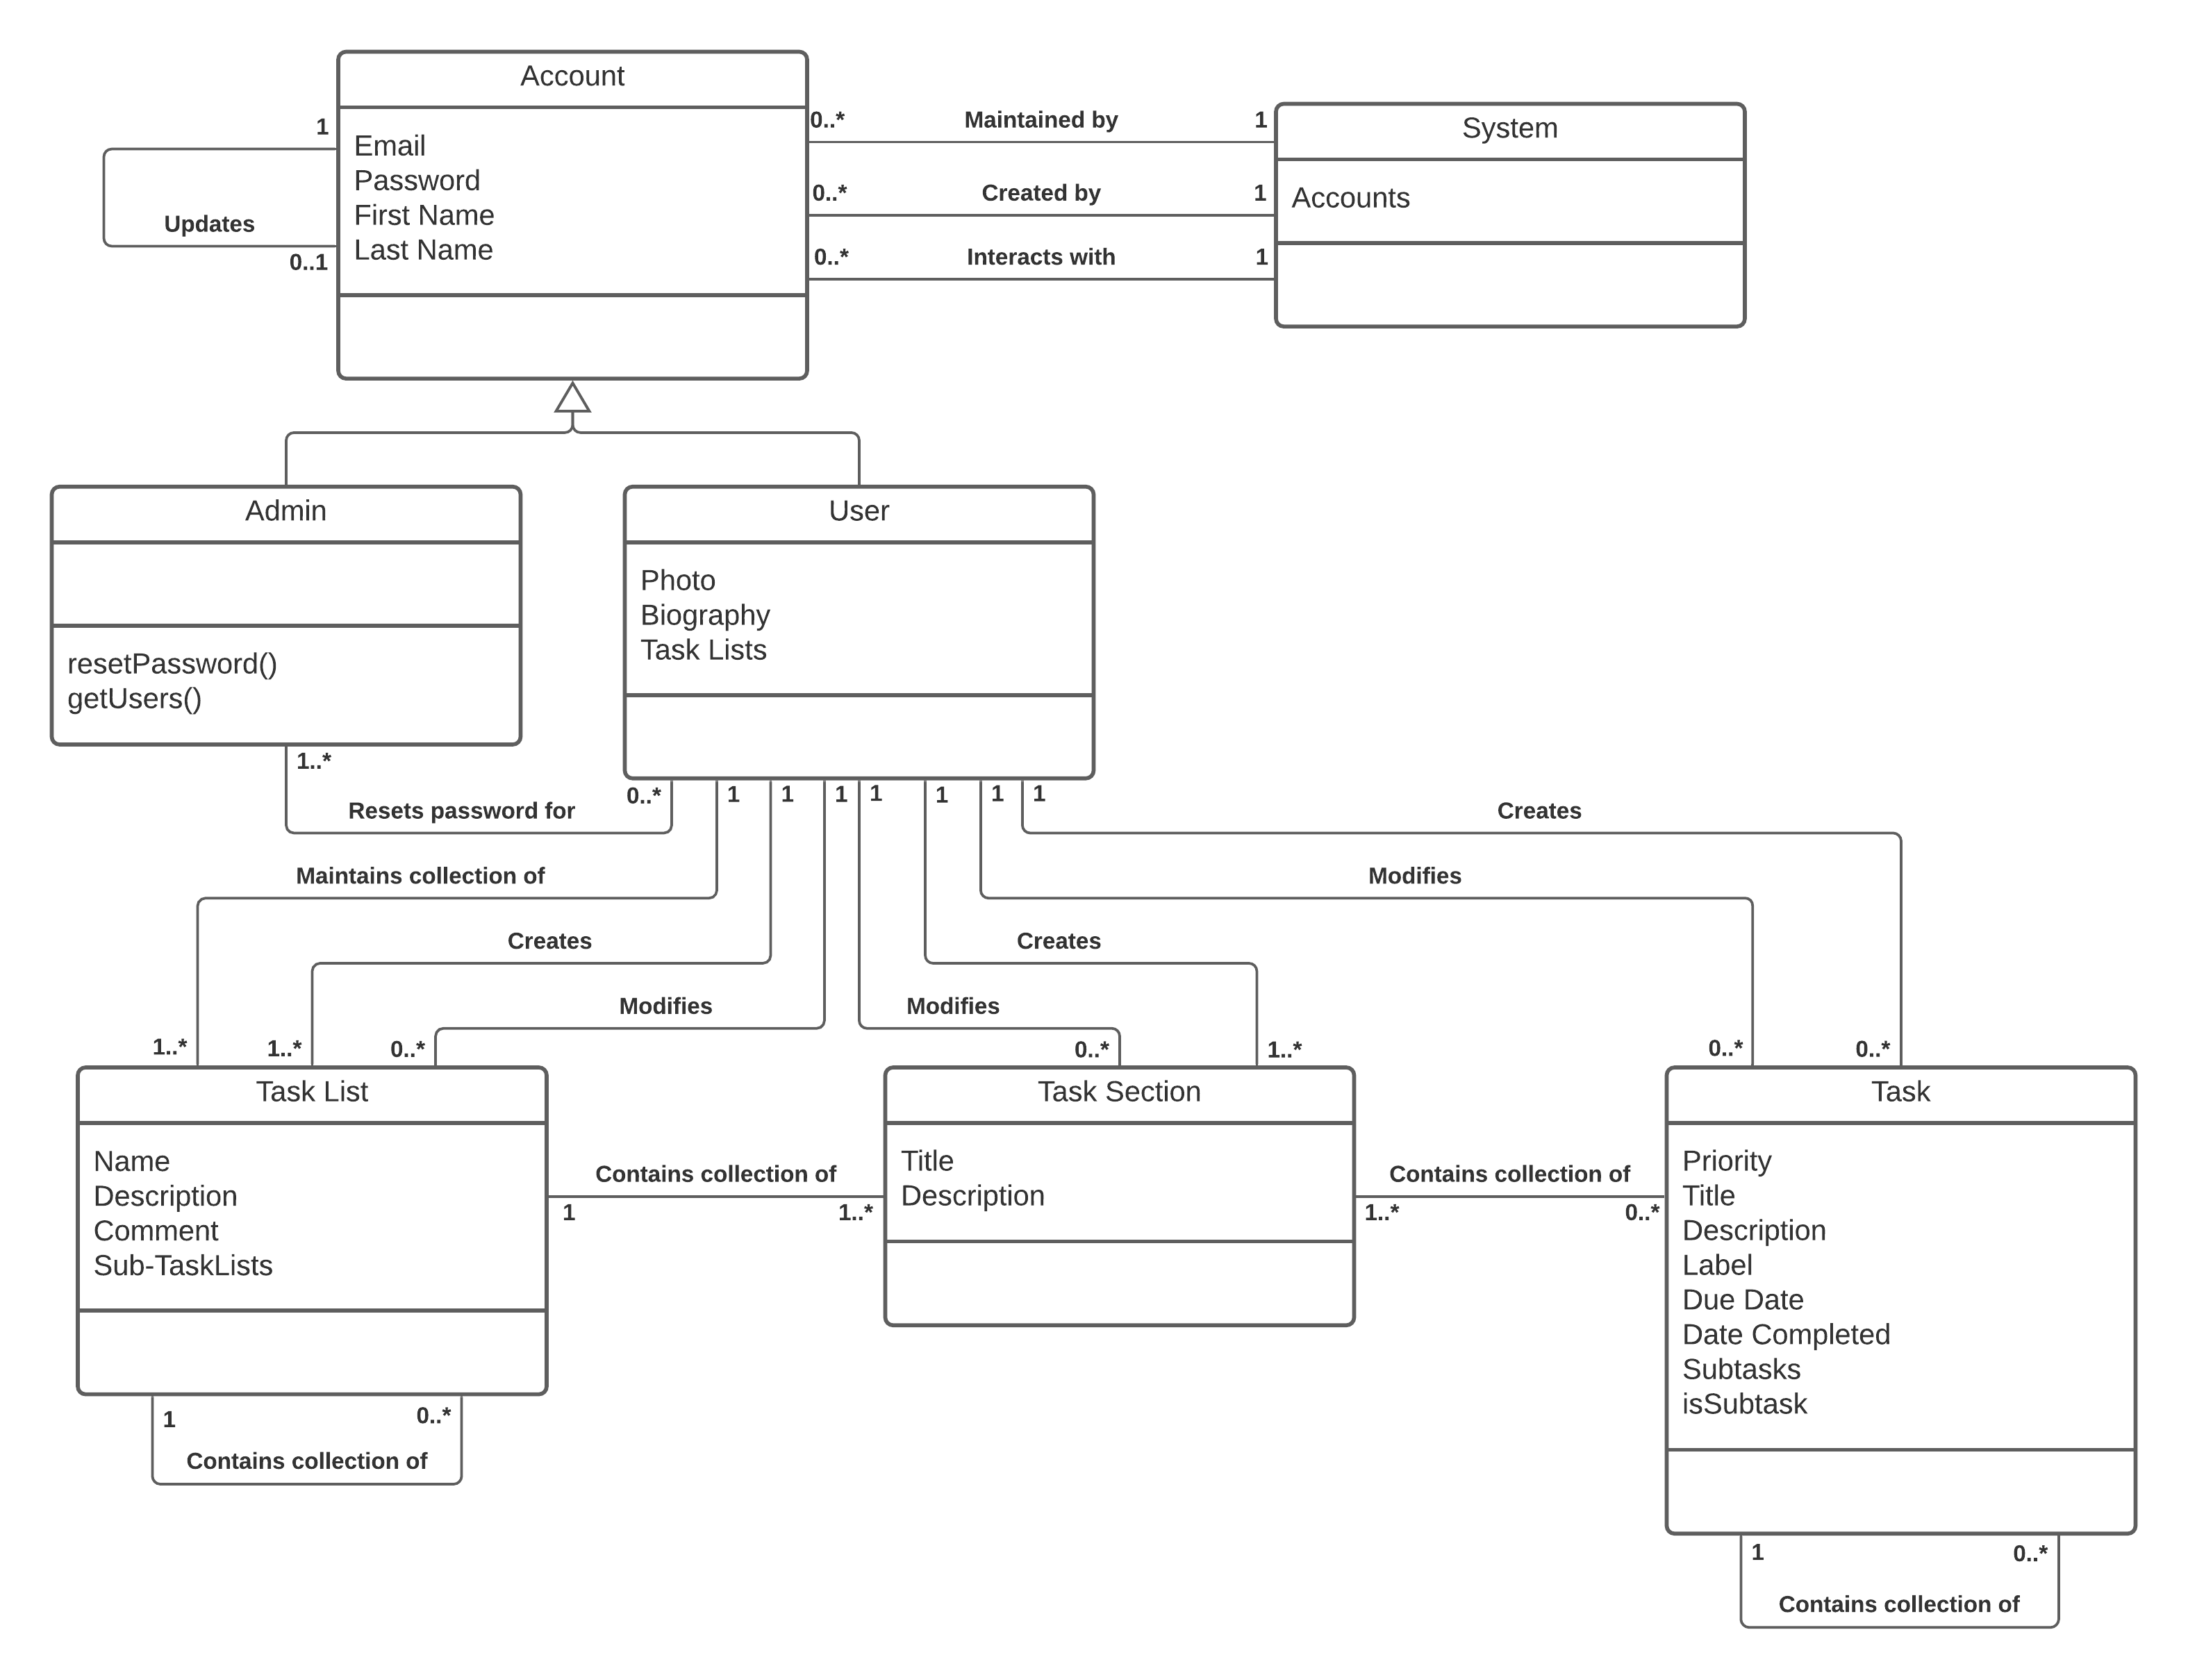 Account
1
Email
Password
First Name
Last Name
Updates
0..1
0..*
Maintained by
1
0..*
Created by
1
0..*
Interacts with
1
System
Accounts
Admin
resetPassword()
getUsers()
User
Photo
Biography
Task Lists
1..*
Resets password for
0..*
1
1
1
1
1
1
1
Creates
Maintains collection of
Modifies
Creates
Creates
Modifies
Modifies
1..*
1..*
0..*
0..*
1..*
0..*
0..*
Task List
Name
Description
Comment
Sub-TaskLists
Contains collection of
1
1..*
Task Section
Title
Description
Contains collection of
1..*
0..*
Task
Priority
Title
Description
Label
Due Date
Date Completed
Subtasks
isSubtask
1
0..*
Contains collection of
1
0..*
Contains collection of